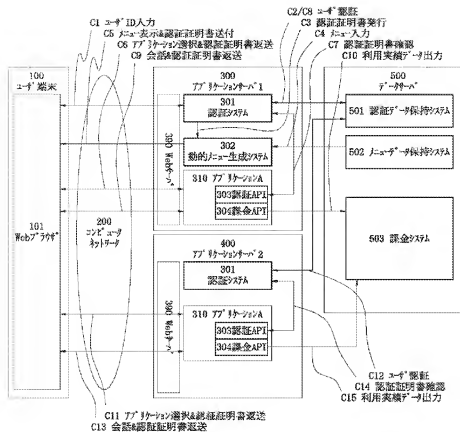 C1 ユーザID入力
C5 メニュー表示&認証証明書送付
C6 アプリケーション選択&認証証明書返送
C9 会話&認証証明書返送
C2/C8 ユーザ認証
C3 認証証明書発行
C4 メニュー入力
C7 認証証明書確認
C10 利用実績データ出力
100
ユーザ端末
101
Webブラウザ
200
コンピュータ
ネットワーク
300
アプリケーションサーバ1
390 Webサーバ
301
認証システム
302
動的メニュー生成システム
310 アプリケーションA
303認証API
304課金API
400
アプリケーションサーバ2
390 Webサーバ
301
認証システム
310 アプリケーションA
303認証API
304課金API
500
データサーバ
501 認証データ保持システム
502 メニューデータ保持システム
503 課金システム
C12 ユーザ認証
C14 認証証明書確認
C15 利用実績データ出力
C11 アプリケーション選択&認証証明書返送
C13 会話&認証証明書返送